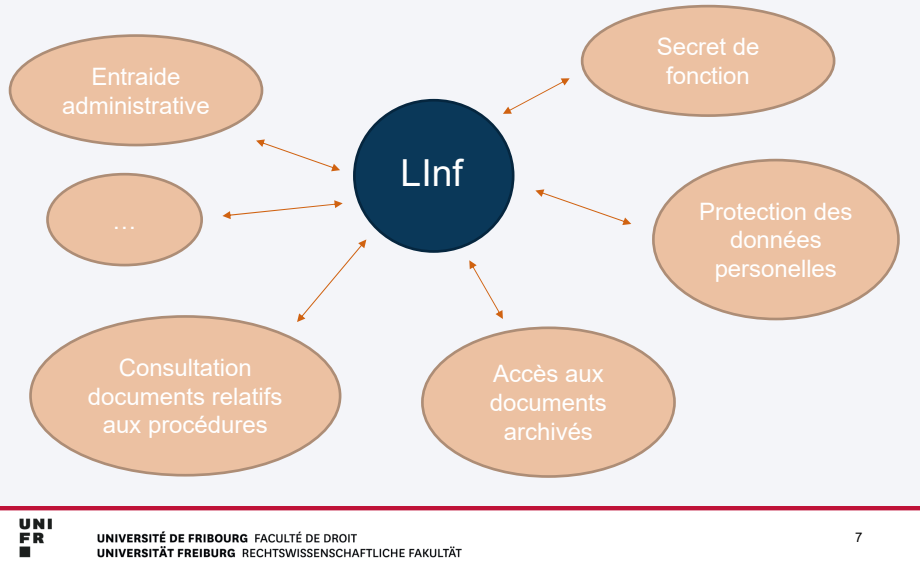 Secret de
fonction
Entraide
administrative
LInf
Protection des
données
personelles
…
Consultation
documents relatifs
aux procédures
Accès aux
documents
archivés
UNI
FR
UNIVERSITÉ DE FRIBOURG FACULTÉ DE DROIT
UNIVERSITÄT FREIBURG RECHTSWISSENSCHAFTLICHE FAKULTÄT
7